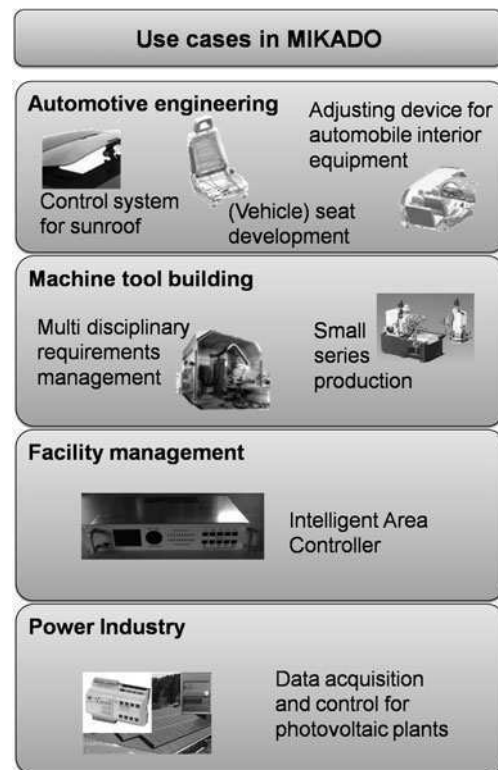 Use cases in MIKADO
Automotive engineering
Control system
for sunroof
(Vehicle) seat
development
Adjusting device for
automobile interior
equipment
Machine tool building
Multi disciplinary
requirements
management
Small
series
production
Facility management
Intelligent Area
Controller
Power Industry
Data acquisition
and control for
photovoltaic plants